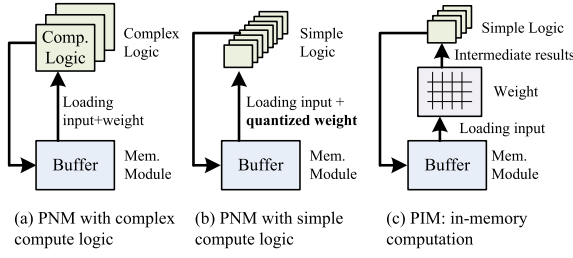 Comp.
Logic
Complex
Logic
Loading
input+weight
Buffer
Mem.
Module
(a) PNM with complex
compute logic
Simple
Logic
Loading input +
quantized weight
Buffer
Mem.
Module
(b) PNM with simple
compute logic
Simple Logic
Intermediate results
Weight
Loading input
Buffer
Mem.
Module
(c) PIM: in-memory
computation